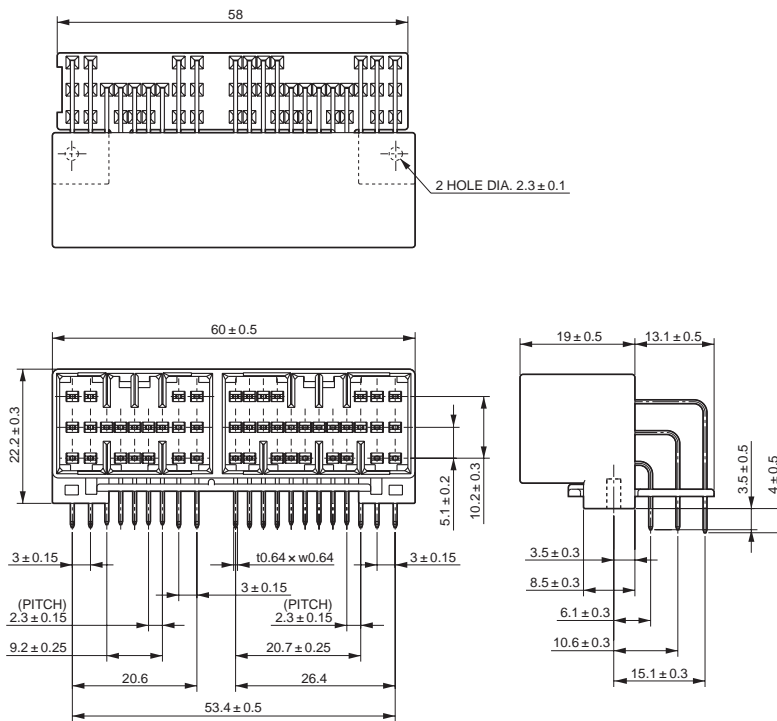 58
2 HOLE DIA. 2.3 ± 0.1
60 ± 0.5
19 ± 0.5
13.1 ± 0.5
22.2 ± 0.3
5.1 ± 0.2
10.2 ± 0.3
3.5 ± 0.5
4 ± 0.5
3 ± 0.15
t0.64 × w0.64
3 ± 0.15
3.5 ± 0.3
3 ± 0.15
8.5 ± 0.3
(PITCH)
2.3 ± 0.15
(PITCH)
2.3 ± 0.15
6.1 ± 0.3
9.2 ± 0.25
20.7 ± 0.25
10.6 ± 0.3
20.6
26.4
15.1 ± 0.3
53.4 ± 0.5